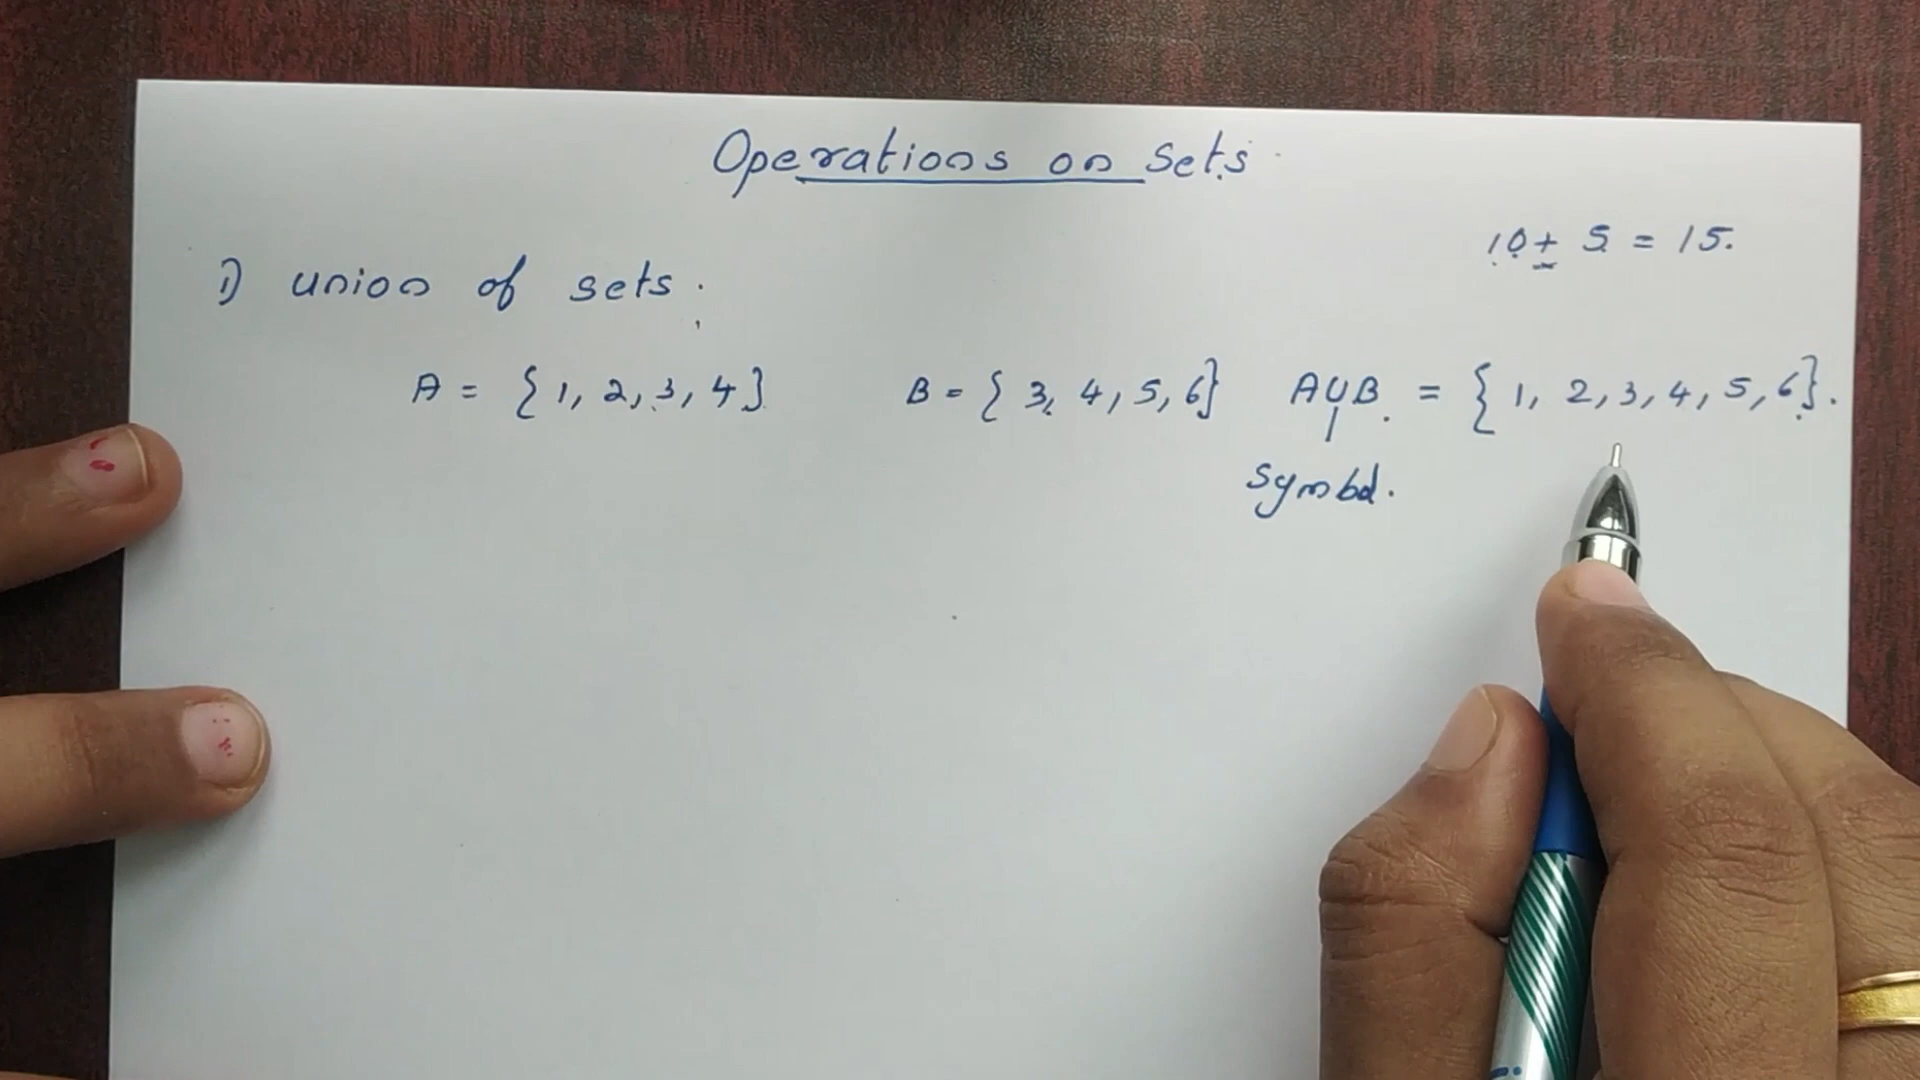 Operations on sets
10+ 5 = 15.
1) union of sets.
A = {1, 2, 3, 4} B = {3, 4, 5, 6} A∪B = {1, 2, 3, 4, 5, 6}.
Symbol.